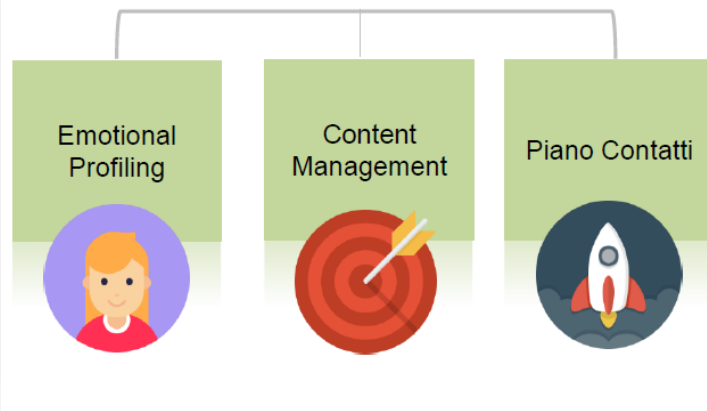 Emotional
Profiling
Content
Management
Piano Contatti